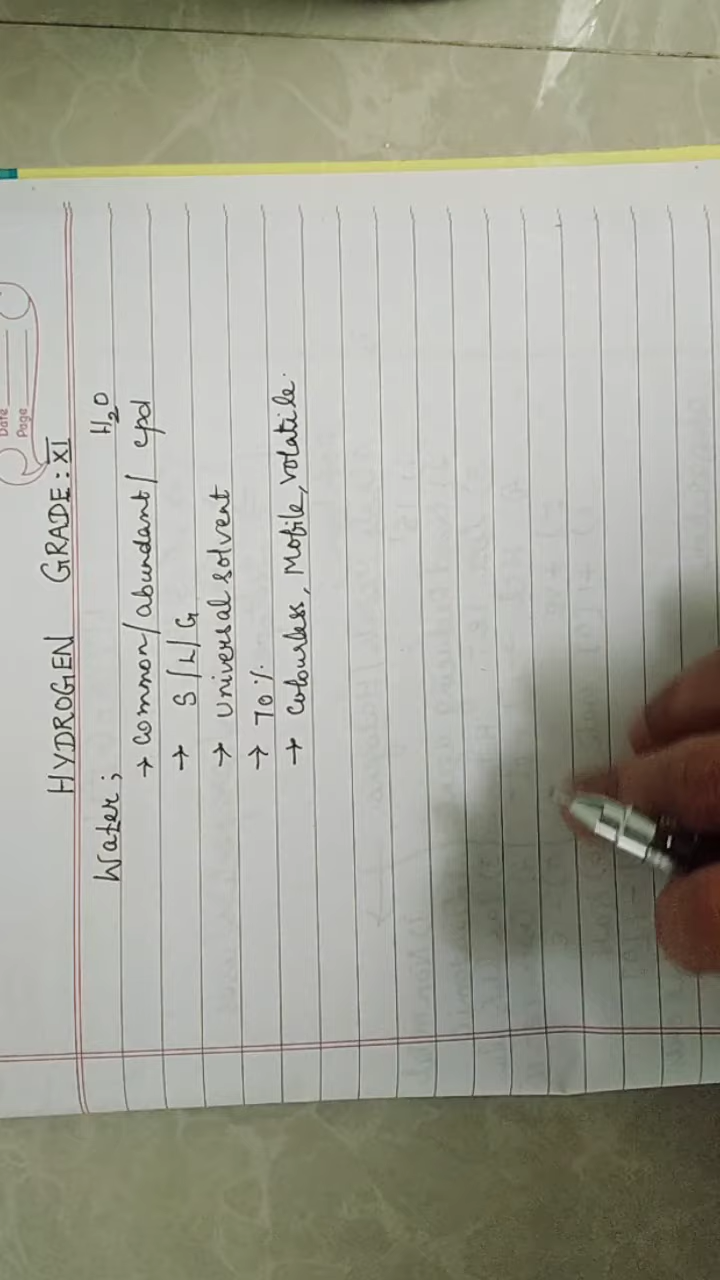 Date
Page
HYDROGEN GRADE: XI
Water; H₂O
→ common/abundant/ cpd
→ S/L/G
→ universal solvent
→ 70%
→ colourless, Mobile, volatile.